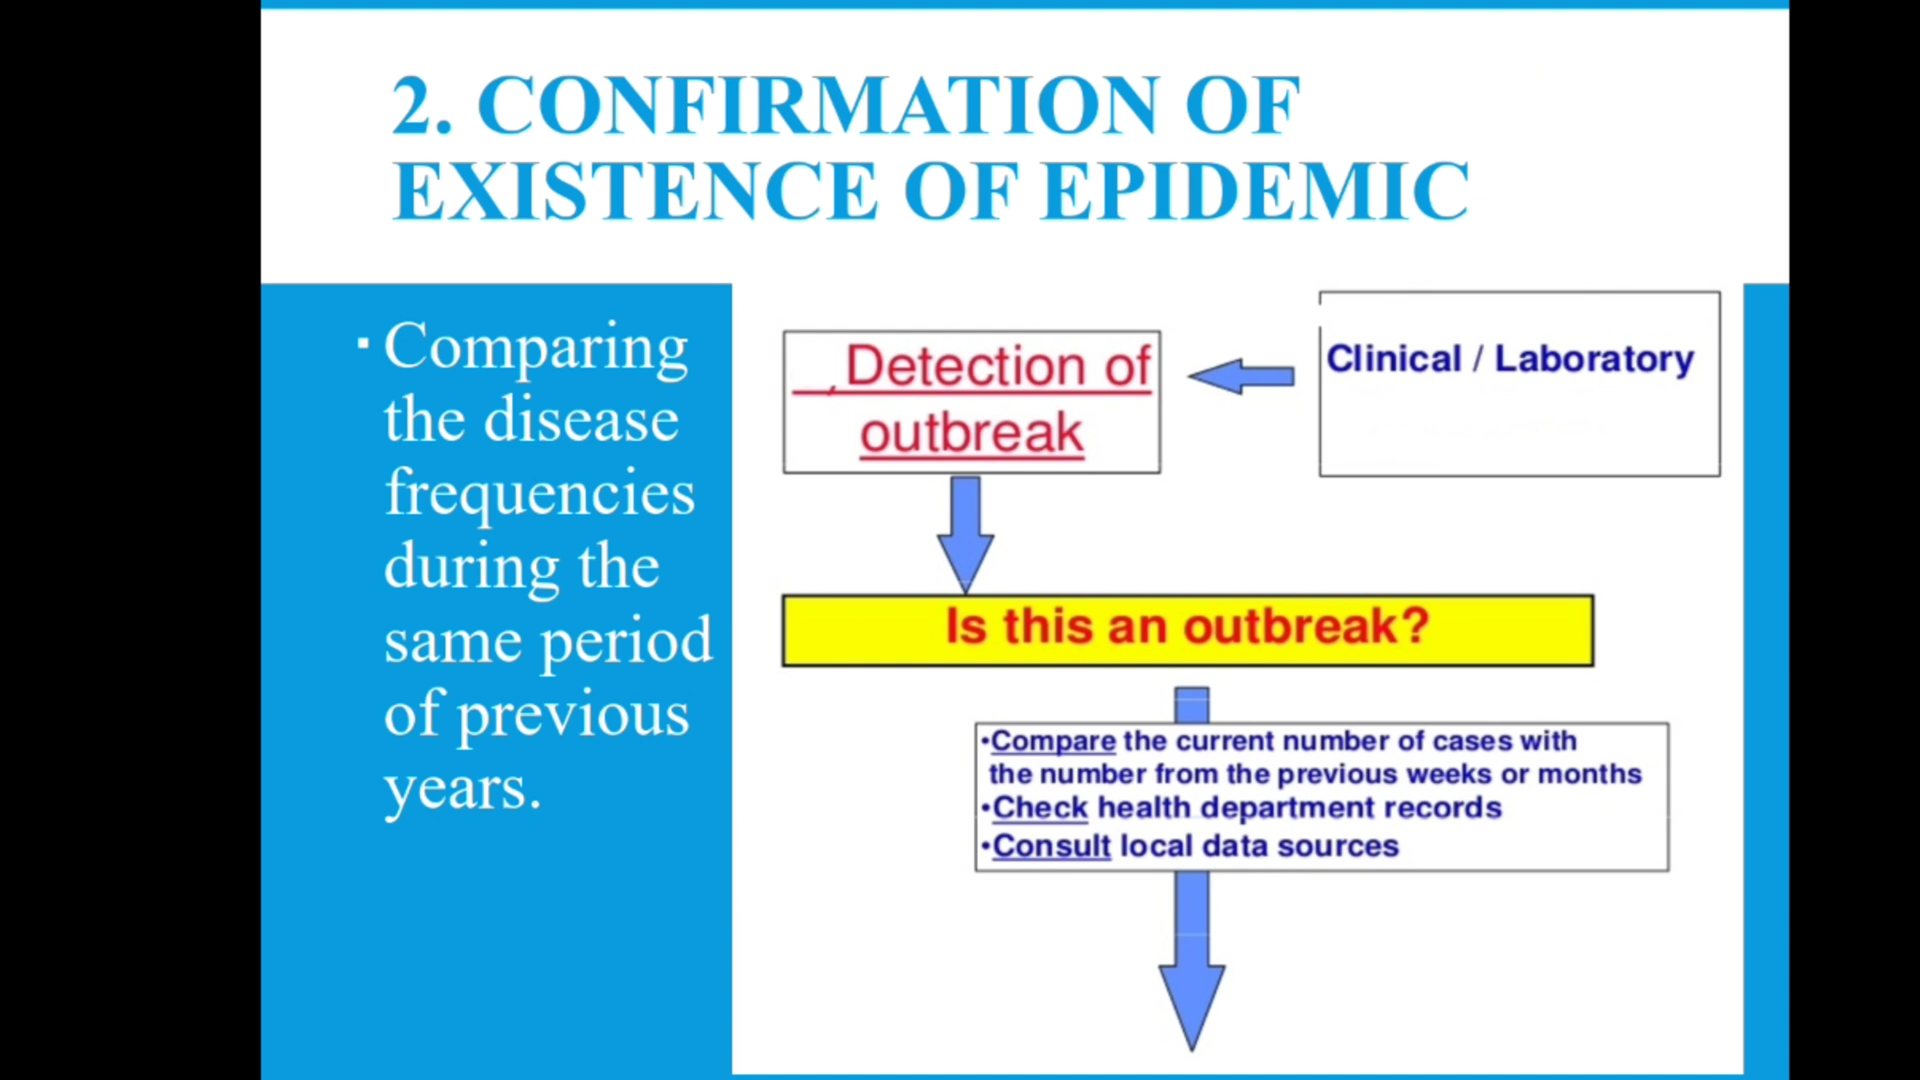 2. CONFIRMATION OF
EXISTENCE OF EPIDEMIC
▪ Comparing
the disease
frequencies
during the
same period
of previous
years.
Detection of
outbreak
Clinical / Laboratory
Is this an outbreak?
•Compare the current number of cases with
the number from the previous weeks or months
•Check health department records
•Consult local data sources